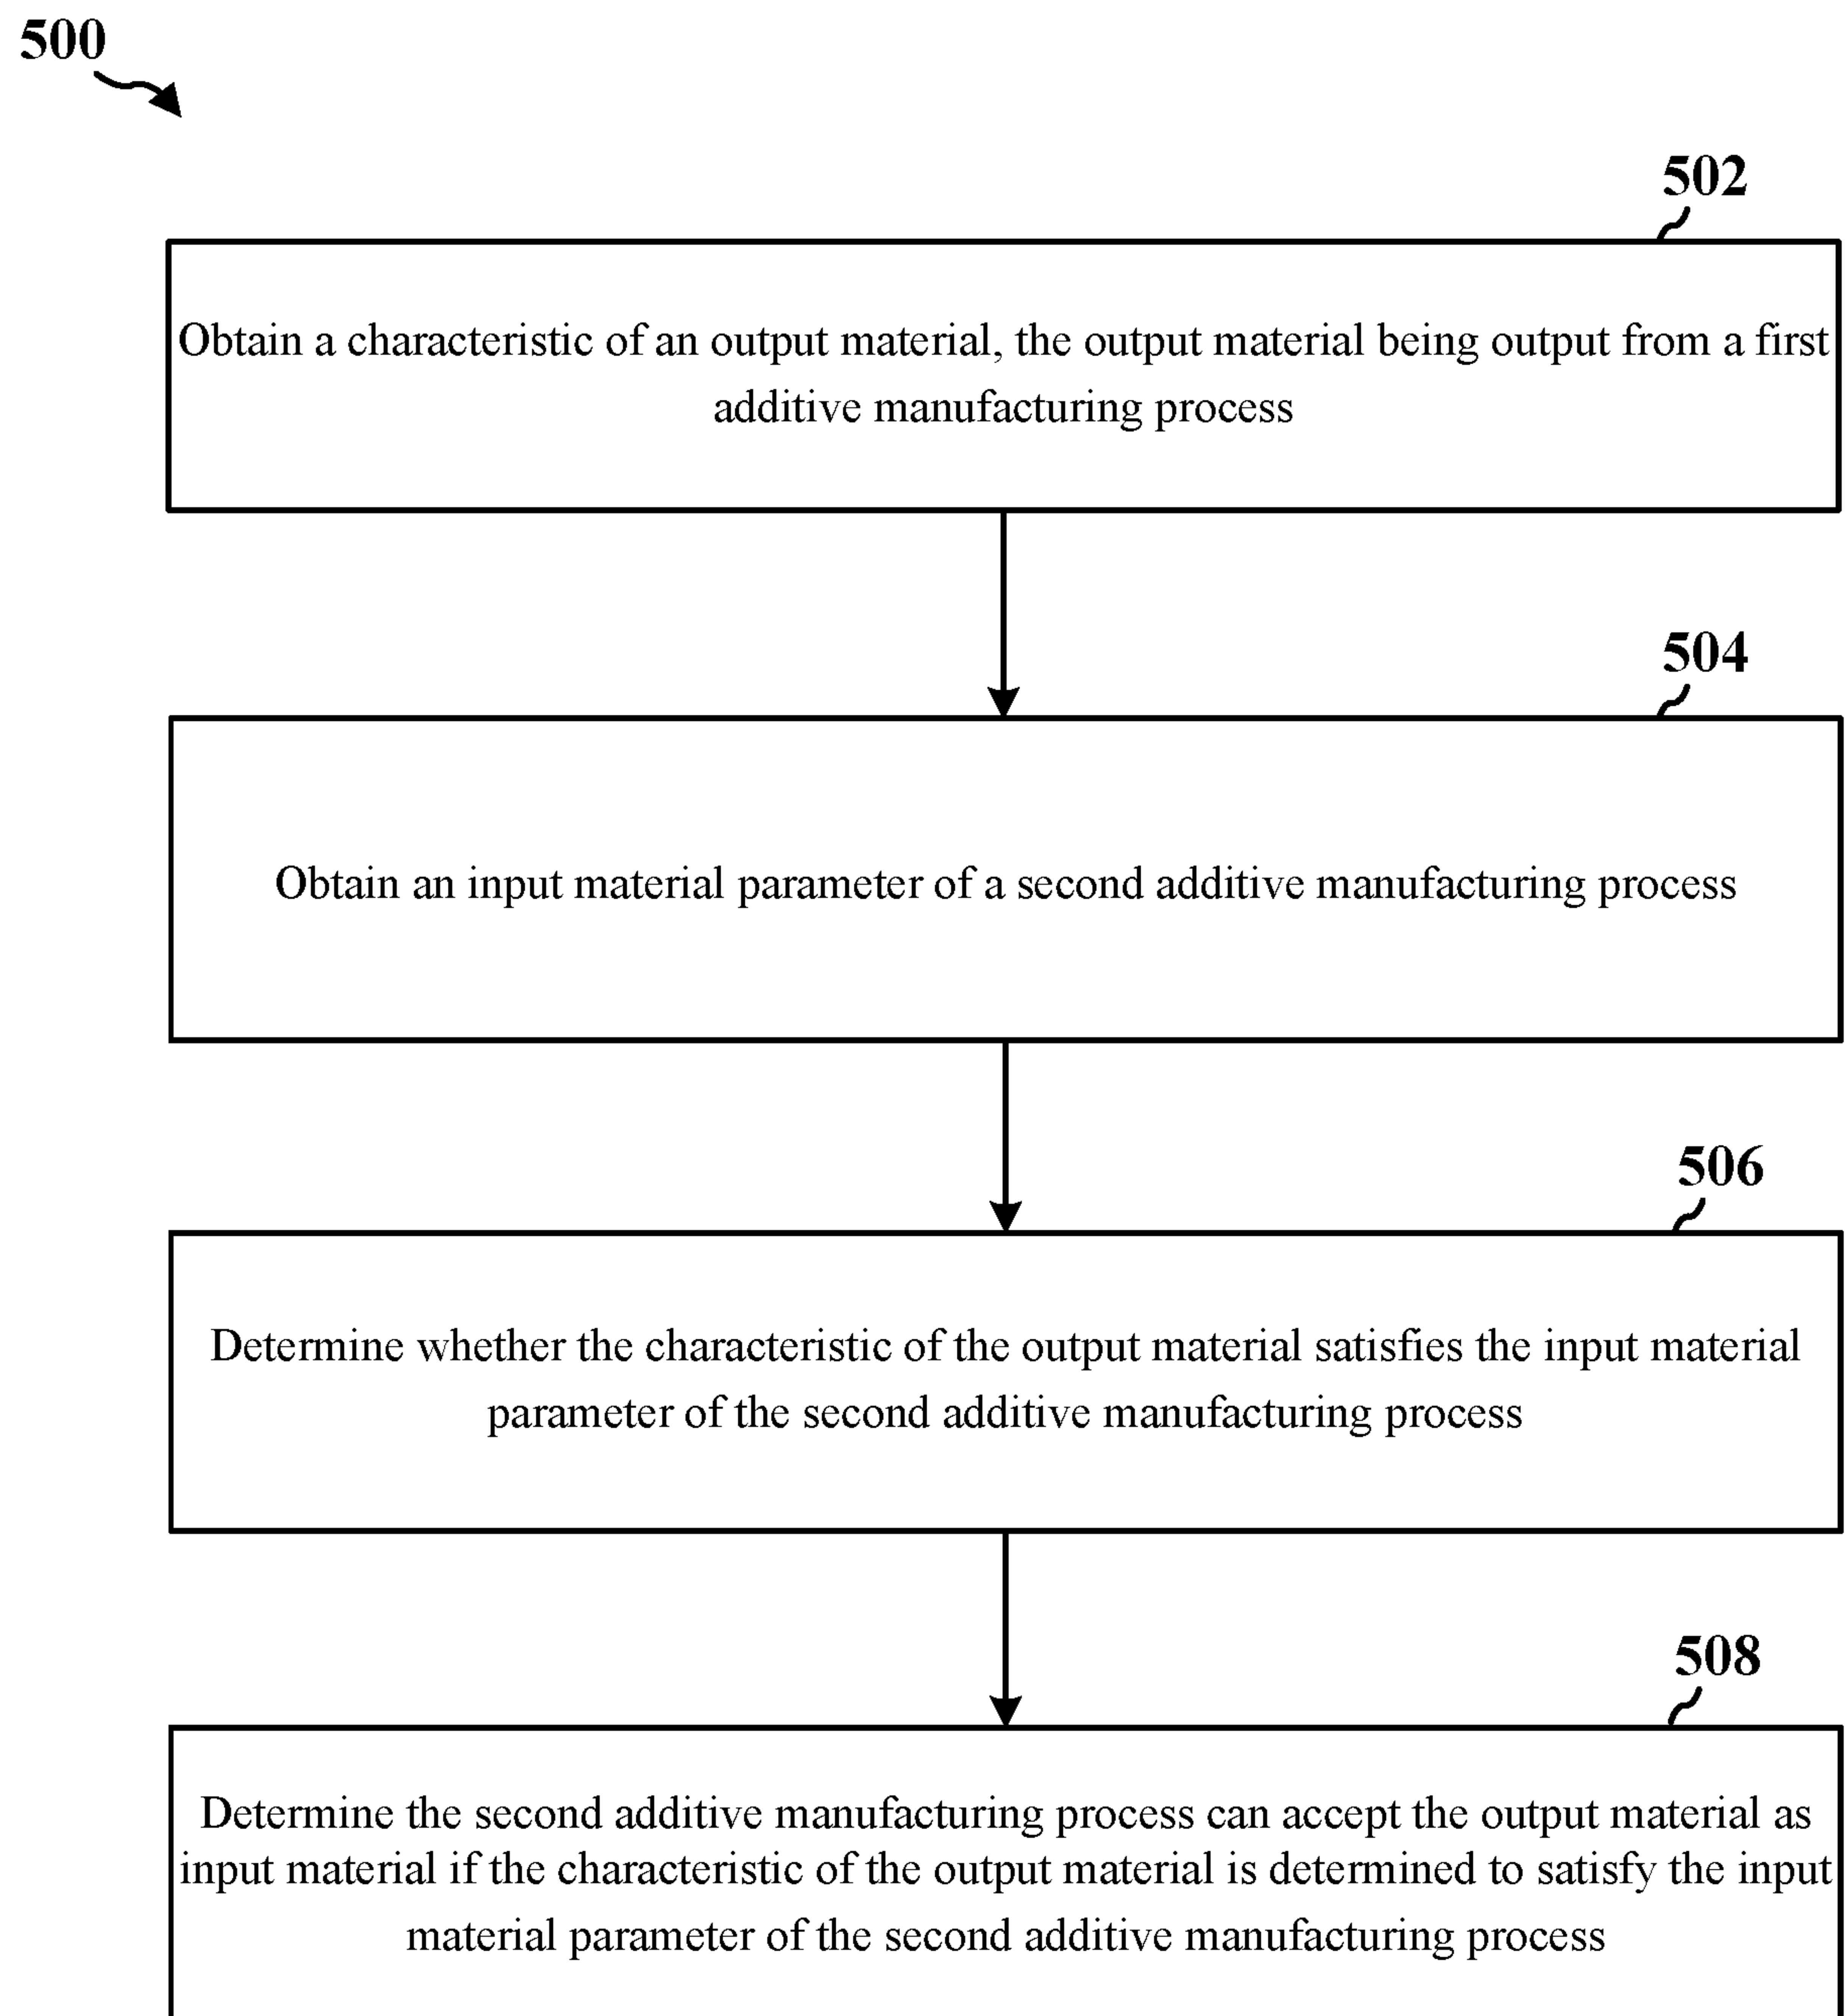 500
502
Obtain a characteristic of an output material, the output material being output from a first
additive manufacturing process
504
Obtain an input material parameter of a second additive manufacturing process
506
Determine whether the characteristic of the output material satisfies the input material
parameter of the second additive manufacturing process
508
Determine the second additive manufacturing process can accept the output material as
input material if the characteristic of the output material is determined to satisfy the input
material parameter of the second additive manufacturing process